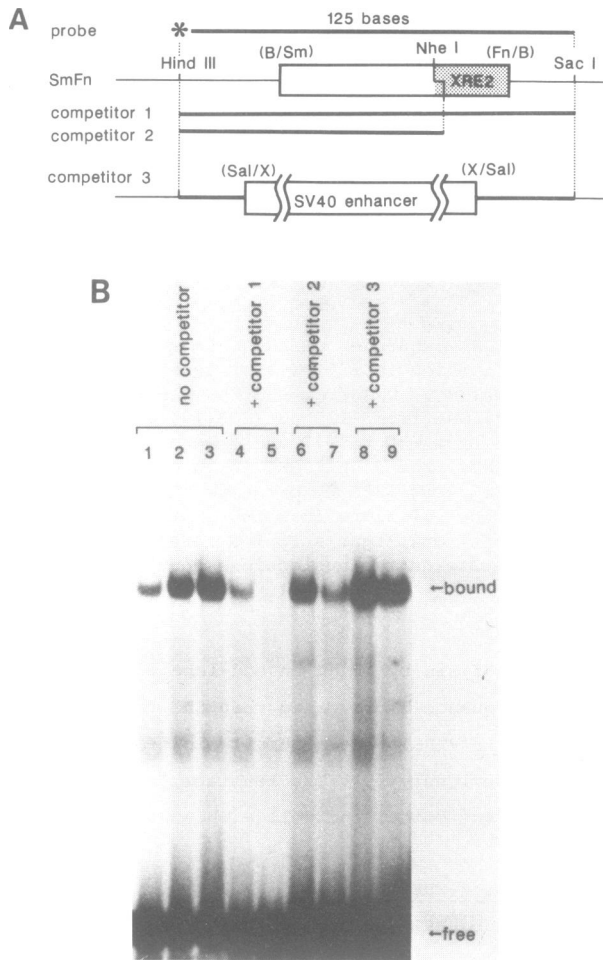 A
probe * 125 bases
(B/Sm) Nhe I (Fn/B)
Hind III Sac I
SmFn XRE2
competitor 1
competitor 2
(Sal/X) (X/Sal)
competitor 3
SV40 enhancer
B
no competitor
+ competitor 1
+ competitor 2
+ competitor 3
1 2 3 4 5 6 7 8 9
←bound
←free